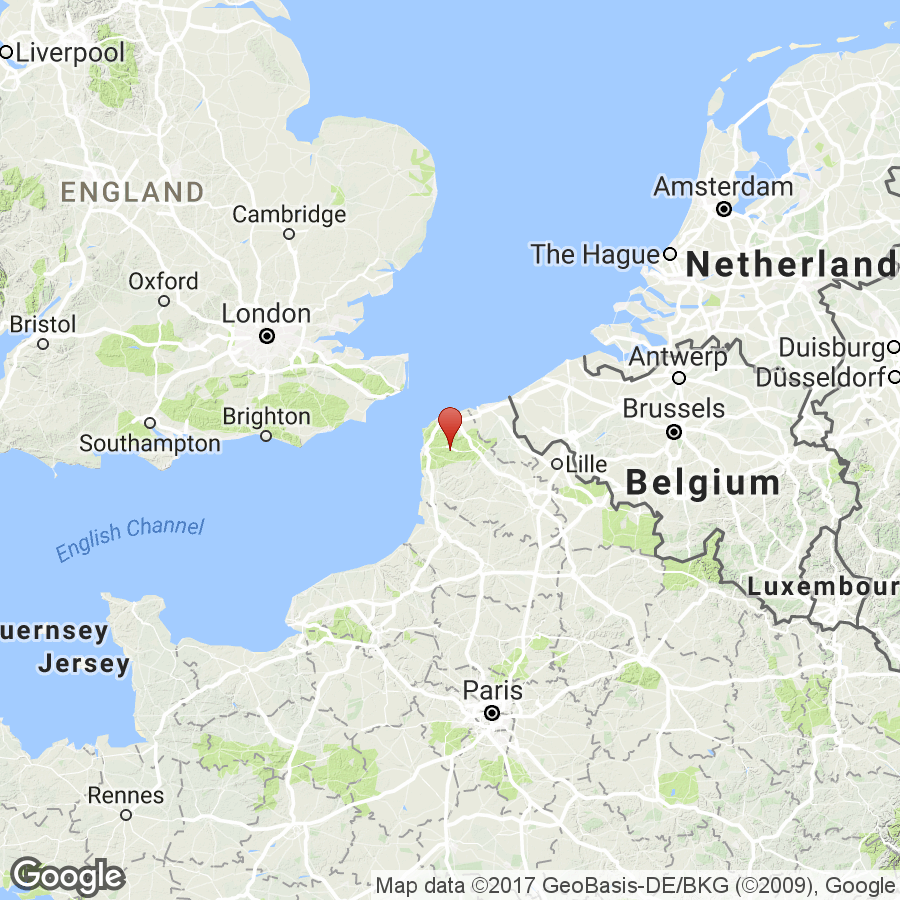 Liverpool
ENGLAND
Amsterdam
Cambridge
The Hague
Netherland
Oxford
London
Bristol
Duisburg
Antwerp
Düsseldorf
Brighton
Brussels
Southampton
Lille
Belgium
English Channel
Luxembour
uernsey
Jersey
Paris
Rennes
Google
Map data ©2017 GeoBasis-DE/BKG (©2009), Google